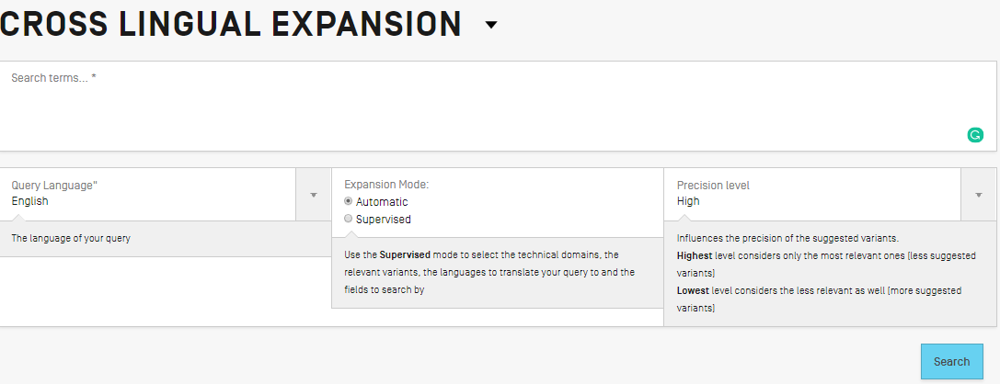 CROSS LINGUAL EXPANSION
Search terms... *
Query Language"
English
The language of your query
Expansion Mode:
Automatic
Supervised
Use the Supervised mode to select the technical domains, the
relevant variants, the languages to translate your query to and the
fields to search by
Precision level
High
Influences the precision of the suggested variants.
Highest level considers only the most relevant ones (less suggested
variants)
Lowest level considers the less relevant as well (more suggested
variants)
Search